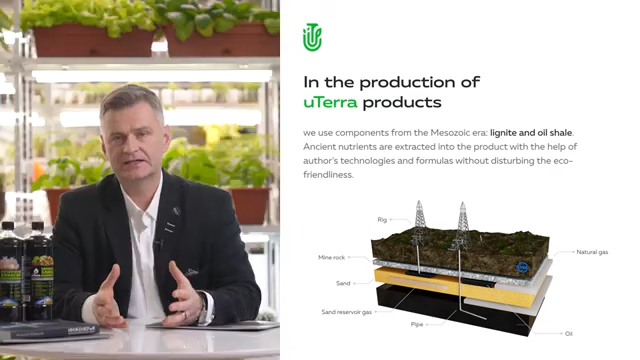 In the production of
uTerra products
we use components from the Mesozoic era: lignite and oil shale.
Ancient nutrients are extracted into the product with the help of
author's technologies and formulas without disturbing the eco-
friendliness.
Rig
Natural gas
Mine rock
Sand
Sand reservoir gas
Pipe
Oil